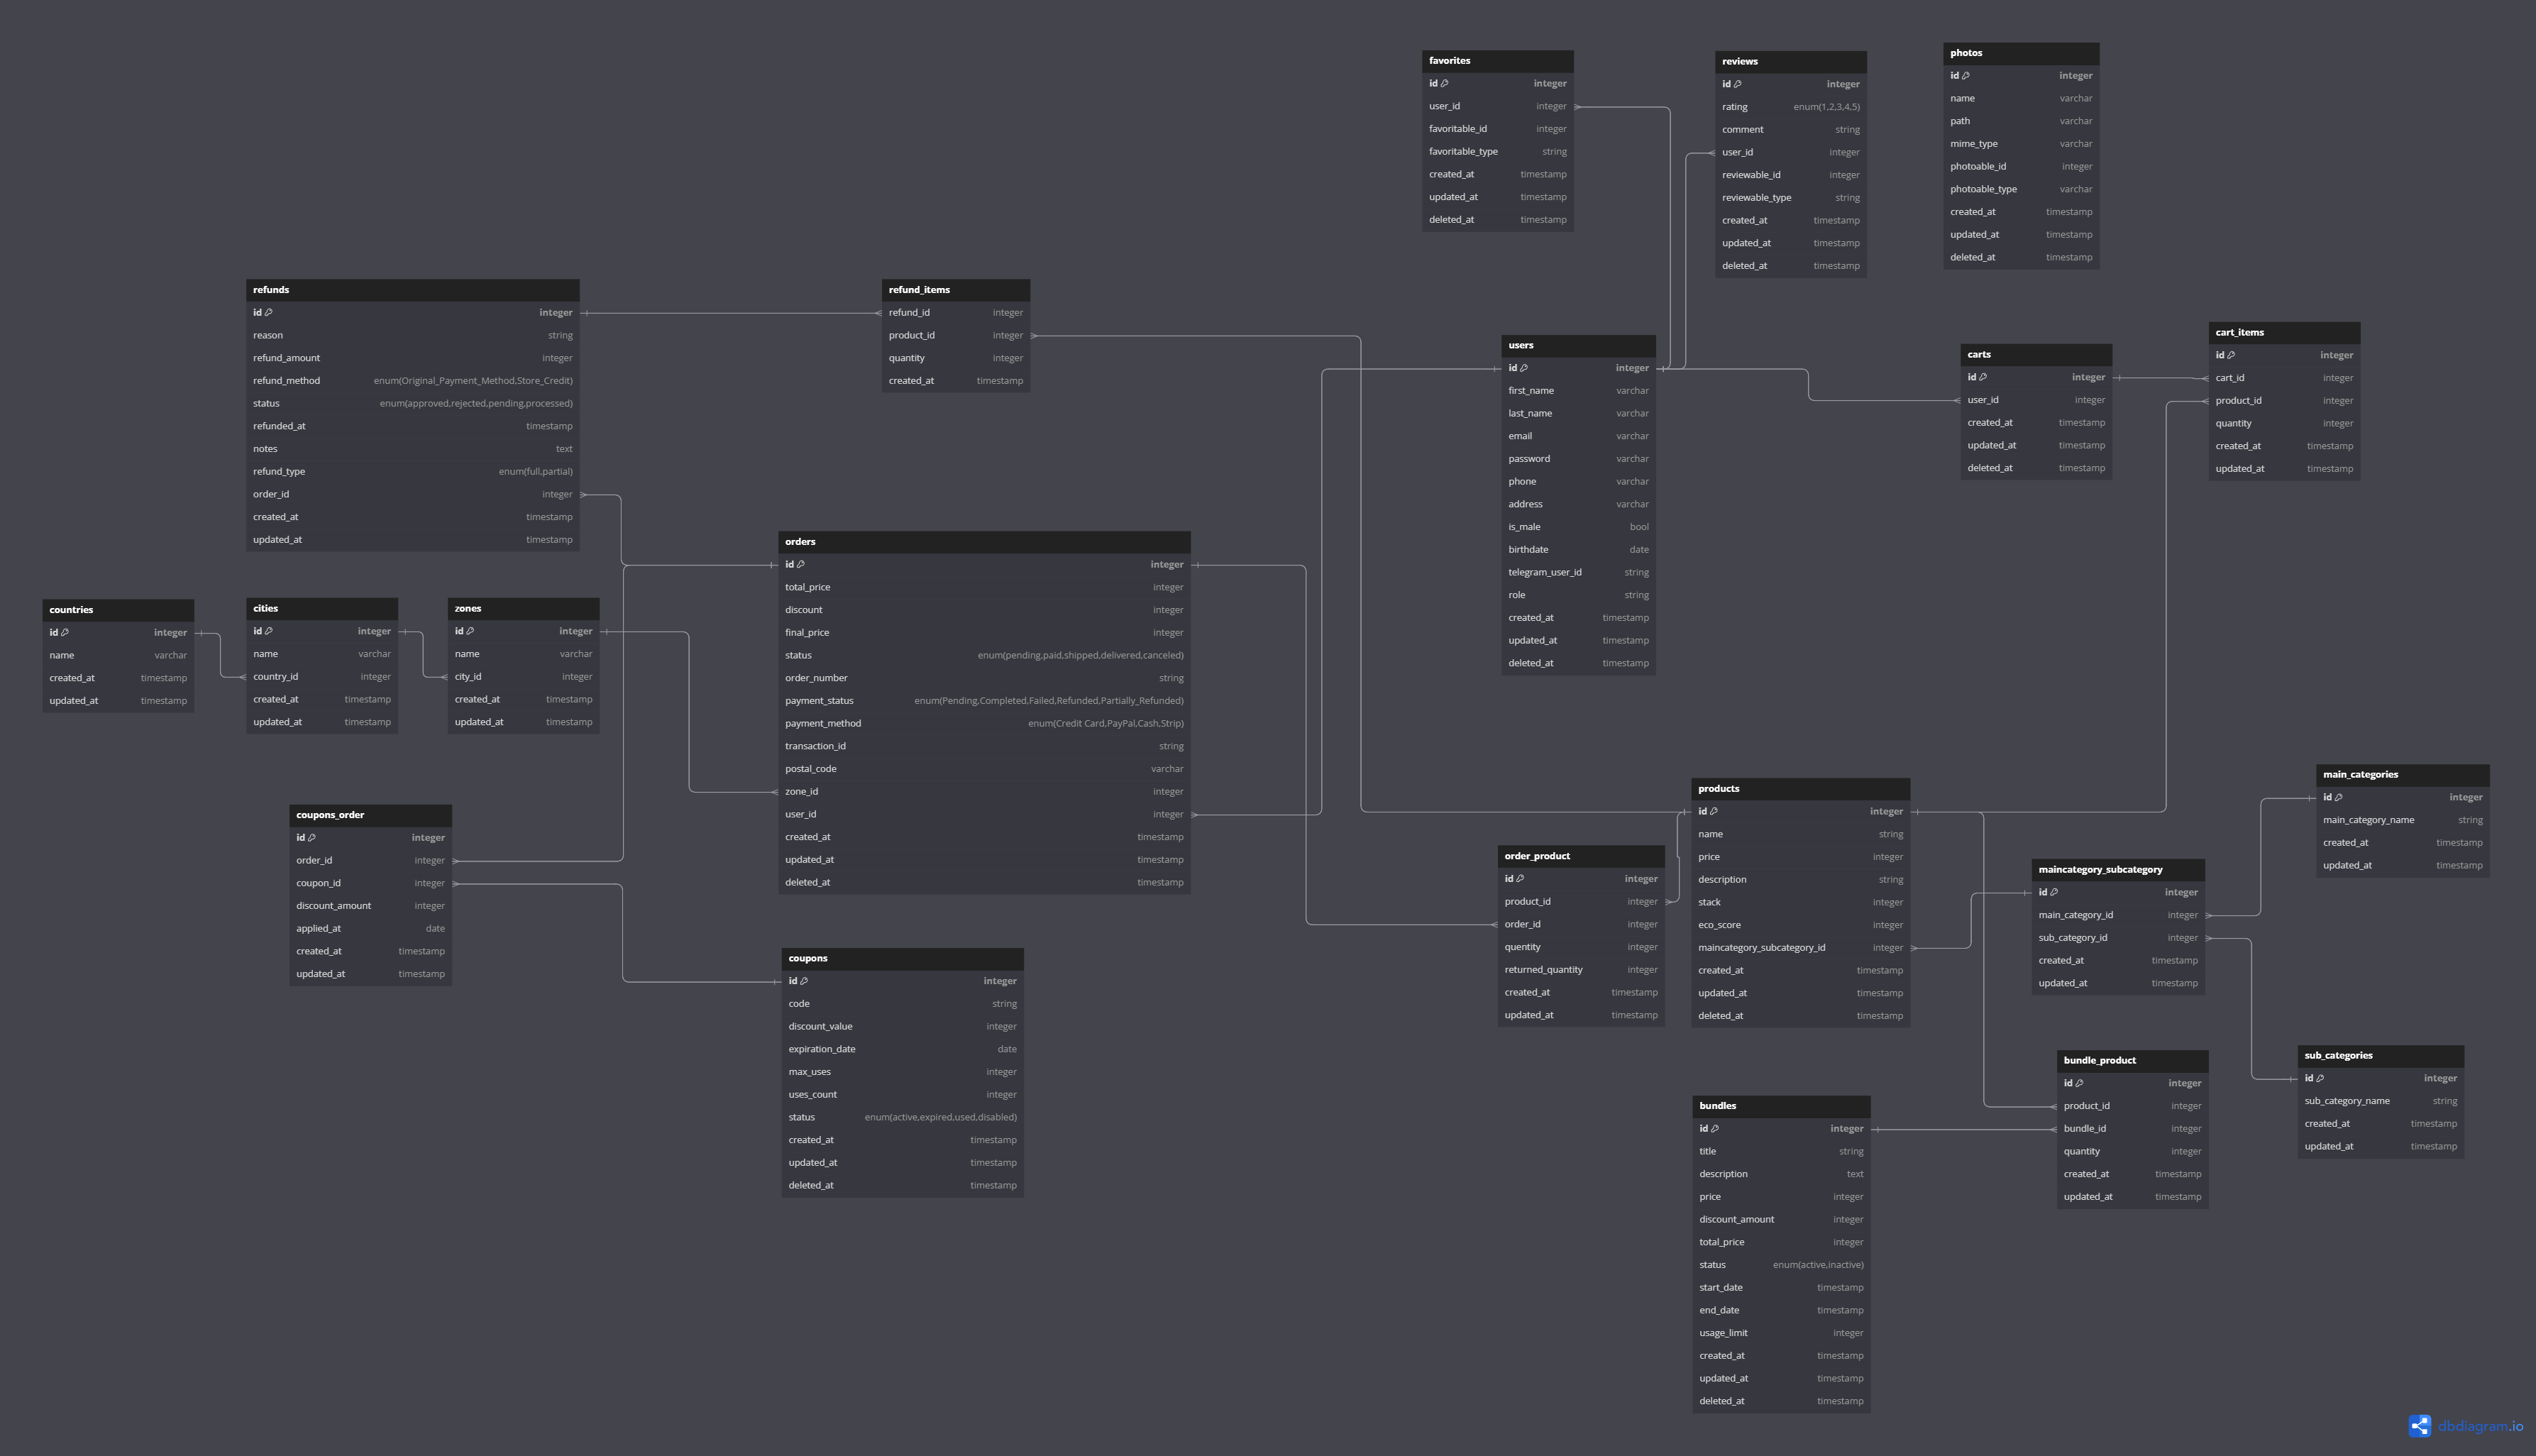 favorites
id integer
user_id integer
favoritable_id integer
favoritable_type string
created_at timestamp
updated_at timestamp
deleted_at timestamp
reviews
id integer
rating enum(1,2,3,4,5)
comment string
user_id integer
reviewable_id integer
reviewable_type string
created_at timestamp
updated_at timestamp
deleted_at timestamp
photos
id integer
name varchar
path varchar
mime_type varchar
photoable_id integer
photoable_type varchar
created_at timestamp
updated_at timestamp
deleted_at timestamp
refunds
id integer
reason string
refund_amount integer
refund_method enum(Original_Payment_Method,Store_Credit)
status enum(approved,rejected,pending,processed)
refunded_at timestamp
notes text
refund_type enum(full,partial)
order_id integer
created_at timestamp
updated_at timestamp
refund_items
refund_id integer
product_id integer
quantity integer
created_at timestamp
users
id integer
first_name varchar
last_name varchar
email varchar
password varchar
phone varchar
address varchar
is_male bool
birthdate date
telegram_user_id string
role string
created_at timestamp
updated_at timestamp
deleted_at timestamp
carts
id integer
user_id integer
created_at timestamp
updated_at timestamp
deleted_at timestamp
cart_items
id integer
cart_id integer
product_id integer
quantity integer
created_at timestamp
updated_at timestamp
countries
id integer
name varchar
created_at timestamp
updated_at timestamp
cities
id integer
name varchar
country_id integer
created_at timestamp
updated_at timestamp
zones
id integer
name varchar
city_id integer
created_at timestamp
updated_at timestamp
orders
id integer
total_price integer
discount integer
final_price integer
status enum(pending,paid,shipped,delivered,canceled)
order_number string
payment_status enum(Pending,Completed,Failed,Refunded,Partially_Refunded)
payment_method enum(Credit Card,PayPal,Cash,Strip)
transaction_id string
postal_code varchar
zone_id integer
user_id integer
created_at timestamp
updated_at timestamp
deleted_at timestamp
coupons_order
id integer
order_id integer
coupon_id integer
discount_amount integer
applied_at date
created_at timestamp
updated_at timestamp
coupons
id integer
code string
discount_value integer
expiration_date date
max_uses integer
uses_count integer
status enum(active,expired,used,disabled)
created_at timestamp
updated_at timestamp
deleted_at timestamp
order_product
id integer
product_id integer
order_id integer
quentity integer
returned_quantity integer
created_at timestamp
updated_at timestamp
products
id integer
name string
price integer
description string
stack integer
eco_score integer
maincategory_subcategory_id integer
created_at timestamp
updated_at timestamp
deleted_at timestamp
main_categories
id integer
main_category_name string
created_at timestamp
updated_at timestamp
maincategory_subcategory
id integer
main_category_id integer
sub_category_id integer
created_at timestamp
updated_at timestamp
sub_categories
id integer
sub_category_name string
created_at timestamp
updated_at timestamp
bundle_product
id integer
product_id integer
bundle_id integer
quantity integer
created_at timestamp
updated_at timestamp
bundles
id integer
title string
description text
price integer
discount_amount integer
total_price integer
status enum(active,inactive)
start_date timestamp
end_date timestamp
usage_limit integer
created_at timestamp
updated_at timestamp
deleted_at timestamp
dbdiagram.io